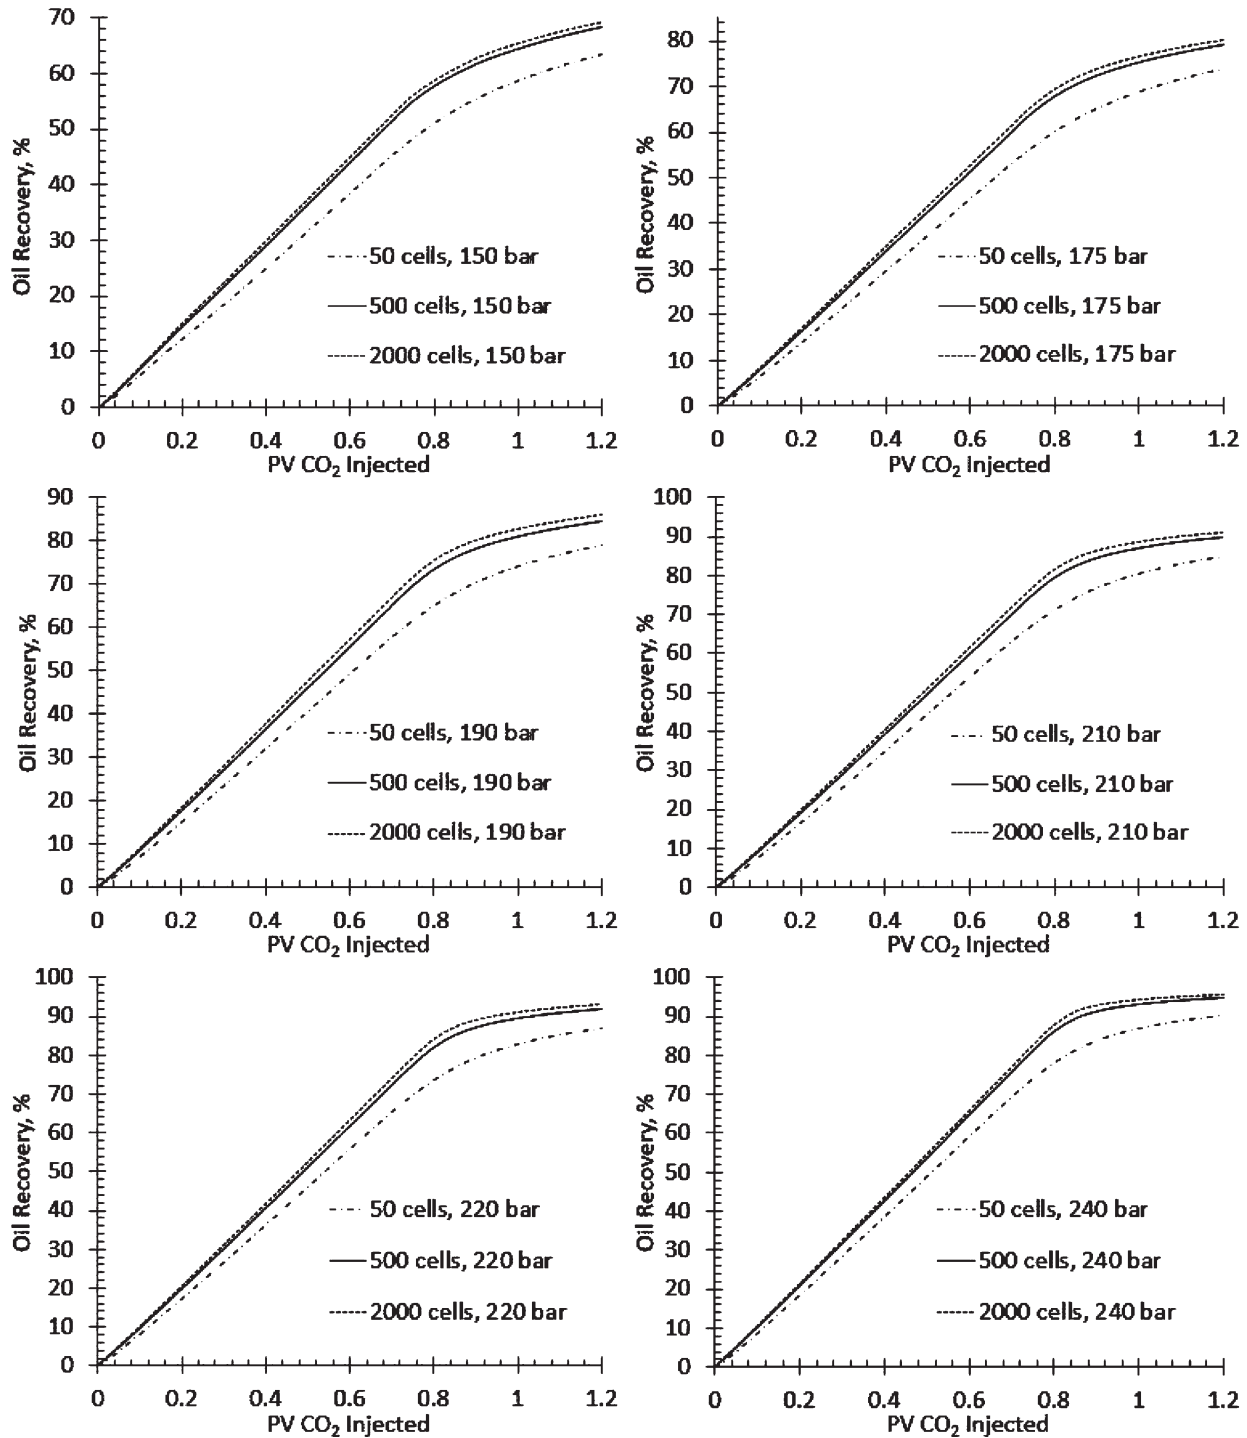 70
60
50
40
30
20
10
0
Oil Recovery, %
50 cells, 150 bar
500 cells, 150 bar
2000 cells, 150 bar
0 0.2 0.4 0.6 0.8 1 1.2
PV CO₂ Injected
80
70
60
50
40
30
20
10
0
Oil Recovery, %
50 cells, 175 bar
500 cells, 175 bar
2000 cells, 175 bar
0 0.2 0.4 0.6 0.8 1 1.2
PV CO₂ Injected
90
80
70
60
50
40
30
20
10
0
Oil Recovery, %
50 cells, 190 bar
500 cells, 190 bar
2000 cells, 190 bar
0 0.2 0.4 0.6 0.8 1 1.2
PV CO₂ Injected
100
90
80
70
60
50
40
30
20
10
0
Oil Recovery, %
50 cells, 210 bar
500 cells, 210 bar
2000 cells, 210 bar
0 0.2 0.4 0.6 0.8 1 1.2
PV CO₂ Injected
100
90
80
70
60
50
40
30
20
10
0
Oil Recovery, %
50 cells, 220 bar
500 cells, 220 bar
2000 cells, 220 bar
0 0.2 0.4 0.6 0.8 1 1.2
PV CO₂ Injected
100
90
80
70
60
50
40
30
20
10
0
Oil Recovery, %
50 cells, 240 bar
500 cells, 240 bar
2000 cells, 240 bar
0 0.2 0.4 0.6 0.8 1 1.2
PV CO₂ Injected